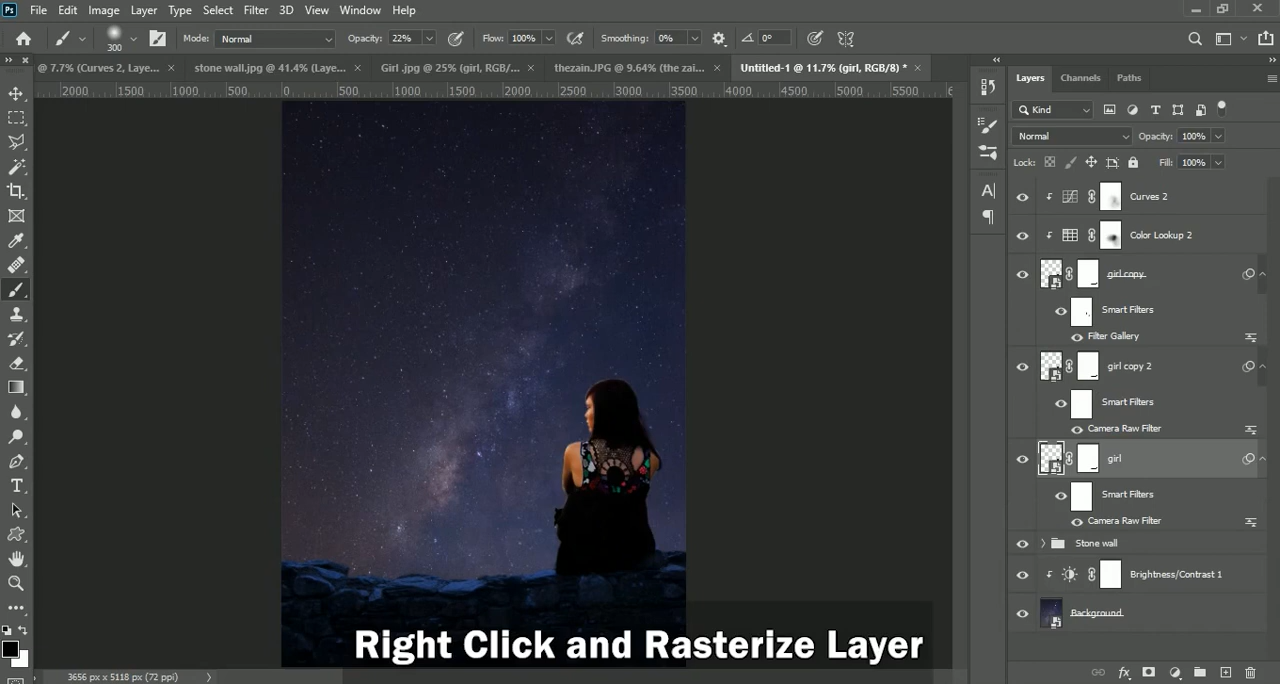 Ps File Edit Image Layer Type Select Filter 3D View Window Help
300 Mode: Normal Opacity: 22% Flow: 100% Smoothing: 0% 0°
@ 7.7% (Curves 2, Laye... × stone wall.jpg @ 41.4% (Laye... × Girl .jpg @ 25% (girl, RGB/... × thezain.JPG @ 9.64% (the zai... × Untitled-1 @ 11.7% (girl, RGB/8) * ×
2000 1500 1000 500 0 500 1000 1500 2000 2500 3000 3500 4000 4500 5000 5500 6
Layers Channels Paths
Kind
Normal Opacity: 100%
Lock: Fill: 100%
Curves 2
Color Lookup 2
girl copy
Smart Filters
Filter Gallery
girl copy 2
Smart Filters
Camera Raw Filter
girl
Smart Filters
Camera Raw Filter
Stone wall
Brightness/Contrast 1
Background
Right Click and Rasterize Layer
3656 px x 5118 px (72 ppi)